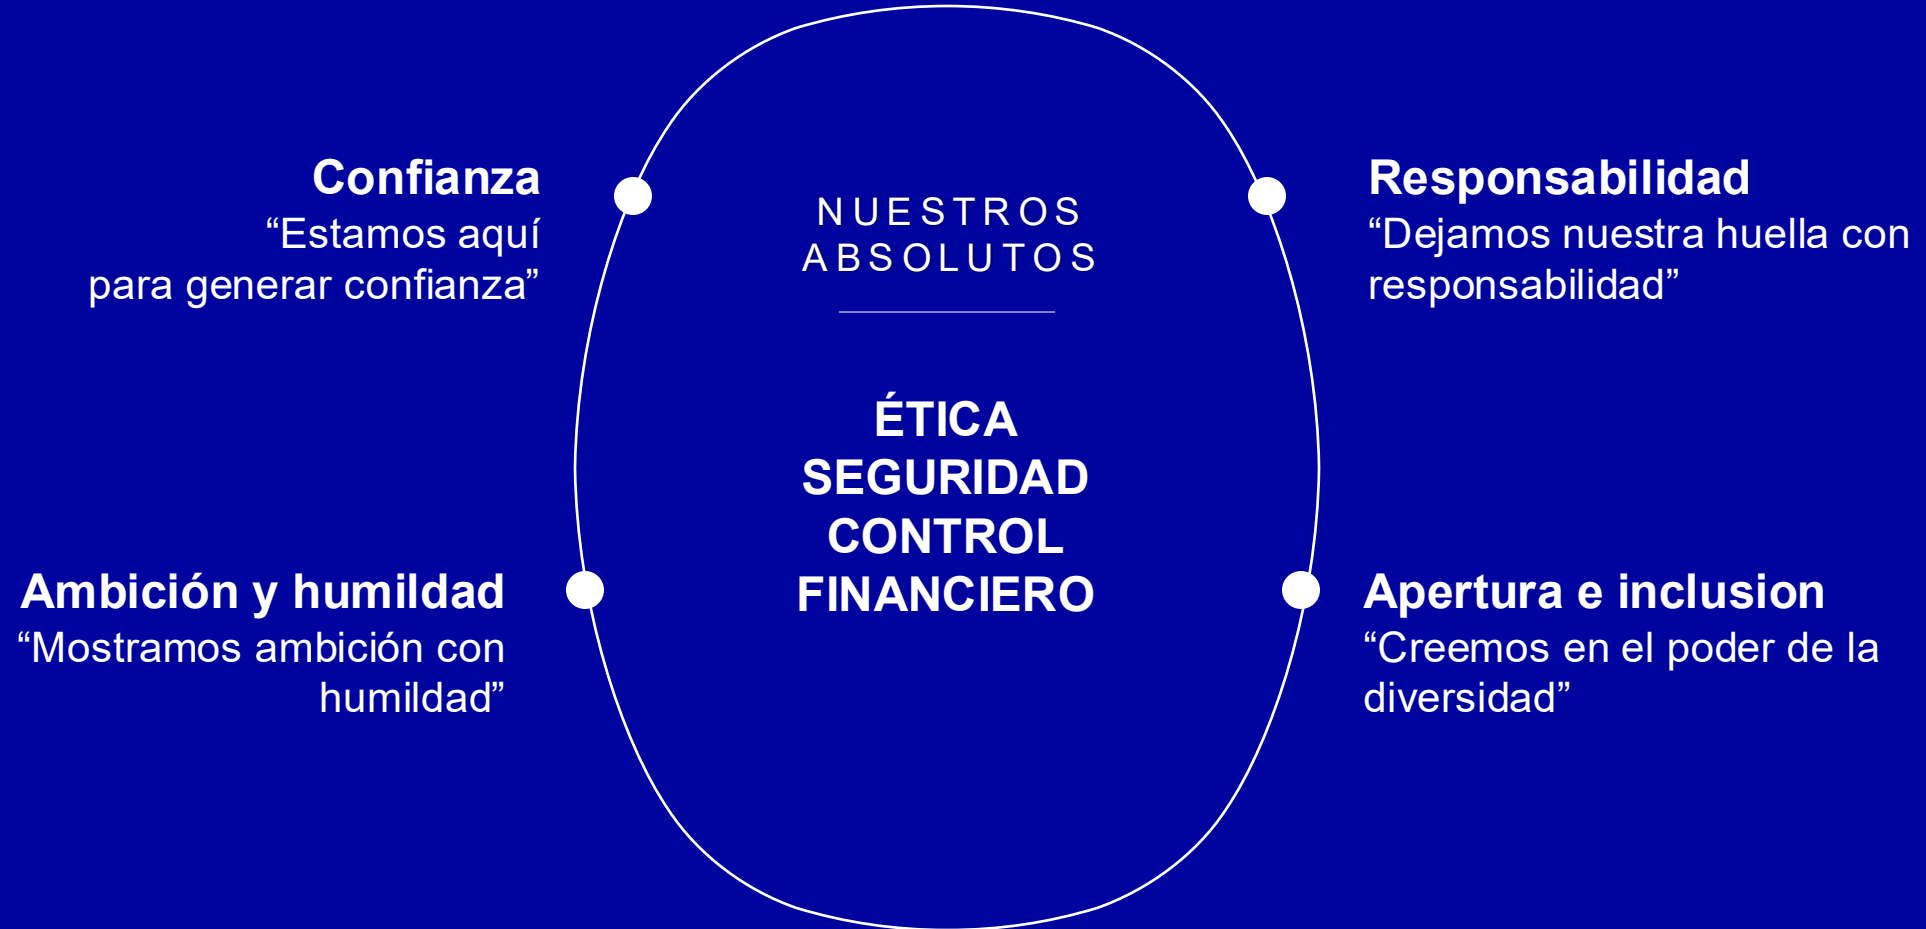 Confianza
“Estamos aquí
para generar confianza”
NUESTROS
ABSOLUTOS
Responsabilidad
“Dejamos nuestra huella con
responsabilidad”
ÉTICA
SEGURIDAD
CONTROL
FINANCIERO
Ambición y humildad
“Mostramos ambición con
humildad”
Apertura e inclusion
“Creemos en el poder de la
diversidad”